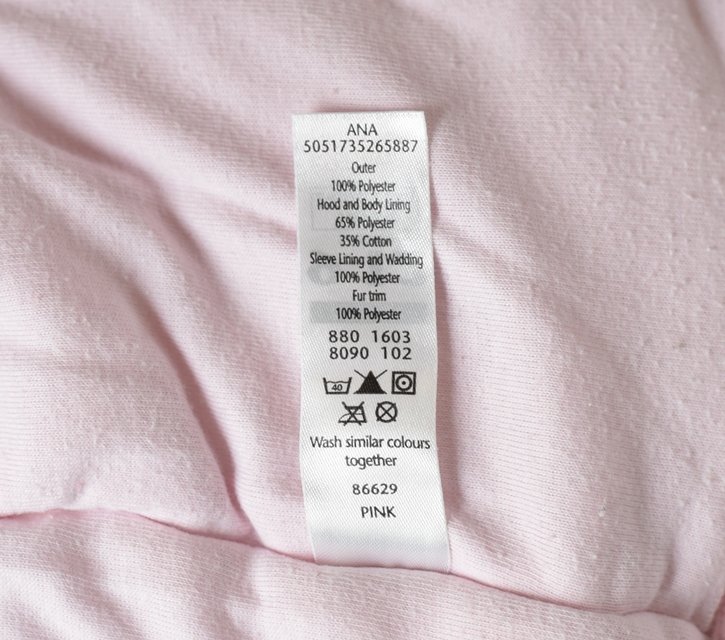 ANA
5051735265887
Outer
100% Polyester
Hood and Body Lining
65% Polyester
35% Cotton
Sleeve Lining and Wadding
100% Polyester
Fur trim
100% Polyester
880 1603
8090 102
40
Wash similar colours
together
86629
PINK